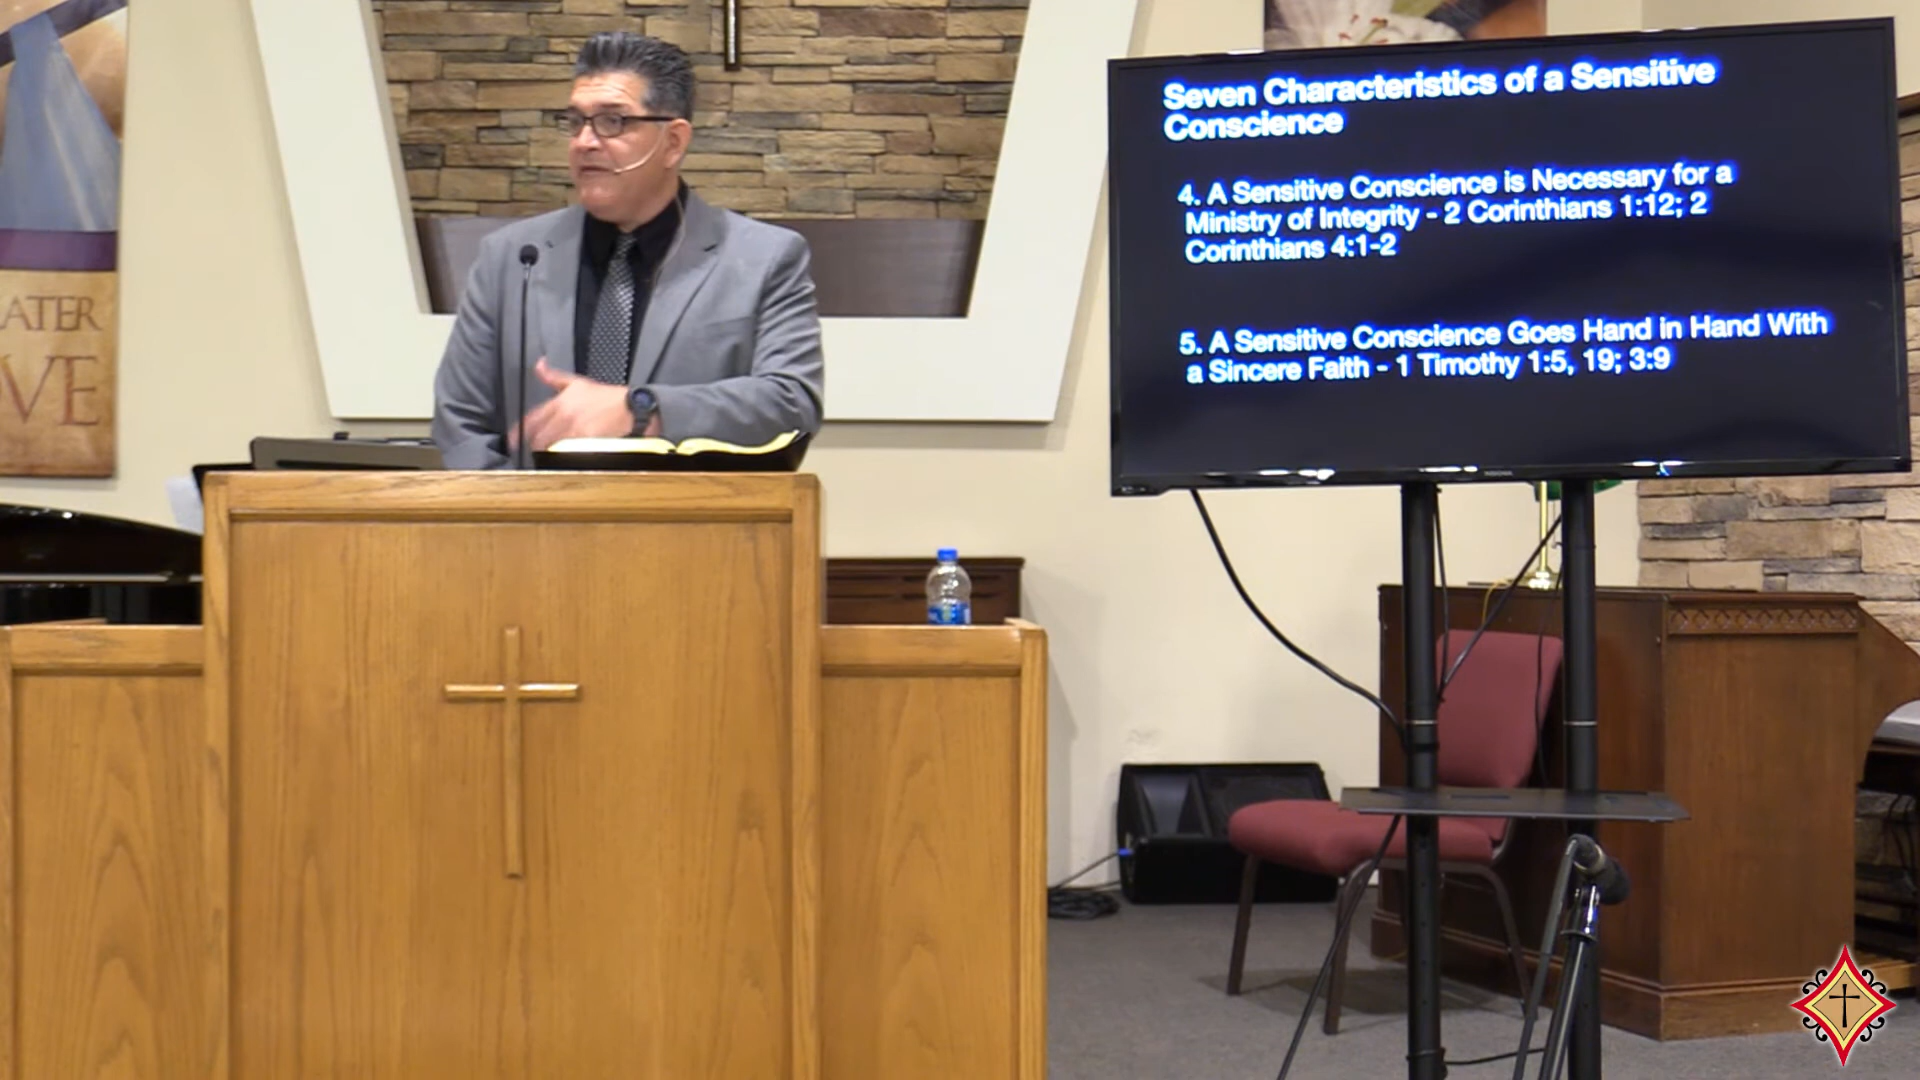 ATER
OVE
Seven Characteristics of a Sensitive
Conscience
4. A Sensitive Conscience is Necessary for a
Ministry of Integrity - 2 Corinthians 1:12; 2
Corinthians 4:1-2
5. A Sensitive Conscience Goes Hand in Hand With
a Sincere Faith - 1 Timothy 1:5, 19; 3:9